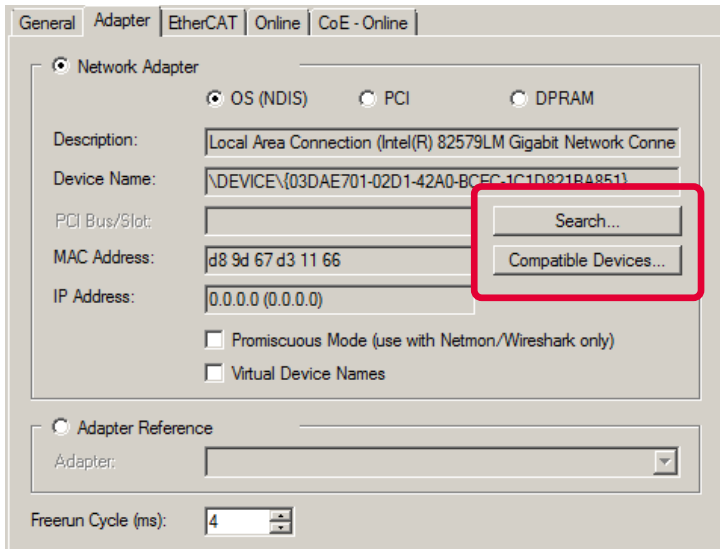 General Adapter EtherCAT Online CoE - Online
Network Adapter
OS (NDIS) PCI DPRAM
Description: Local Area Connection (Intel(R) 82579LM Gigabit Network Conne
Device Name: \DEVICE\{03DAE701-02D1-42A0-BCFC-1C1D821BA851}
PCI Bus/Slot: Search...
MAC Address: d8 9d 67 d3 11 66 Compatible Devices...
IP Address: 0.0.0.0 (0.0.0.0)
Promiscuous Mode (use with Netmon/Wireshark only)
Virtual Device Names
Adapter Reference
Adapter:
Freerun Cycle (ms): 4